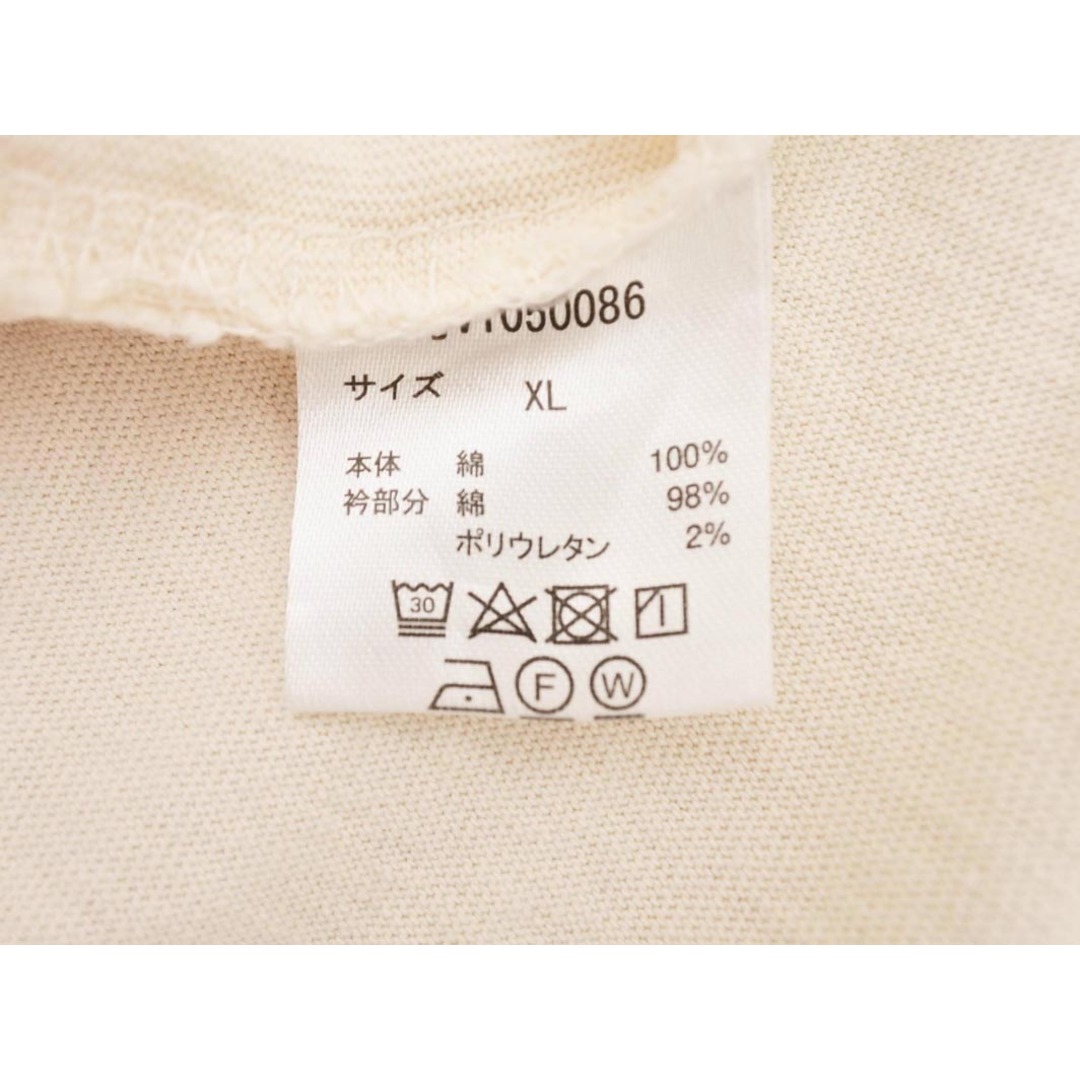 050086
サイズ XL
本体 綿 100%
衿部分 綿 98%
ポリウレタン 2%
30
F W